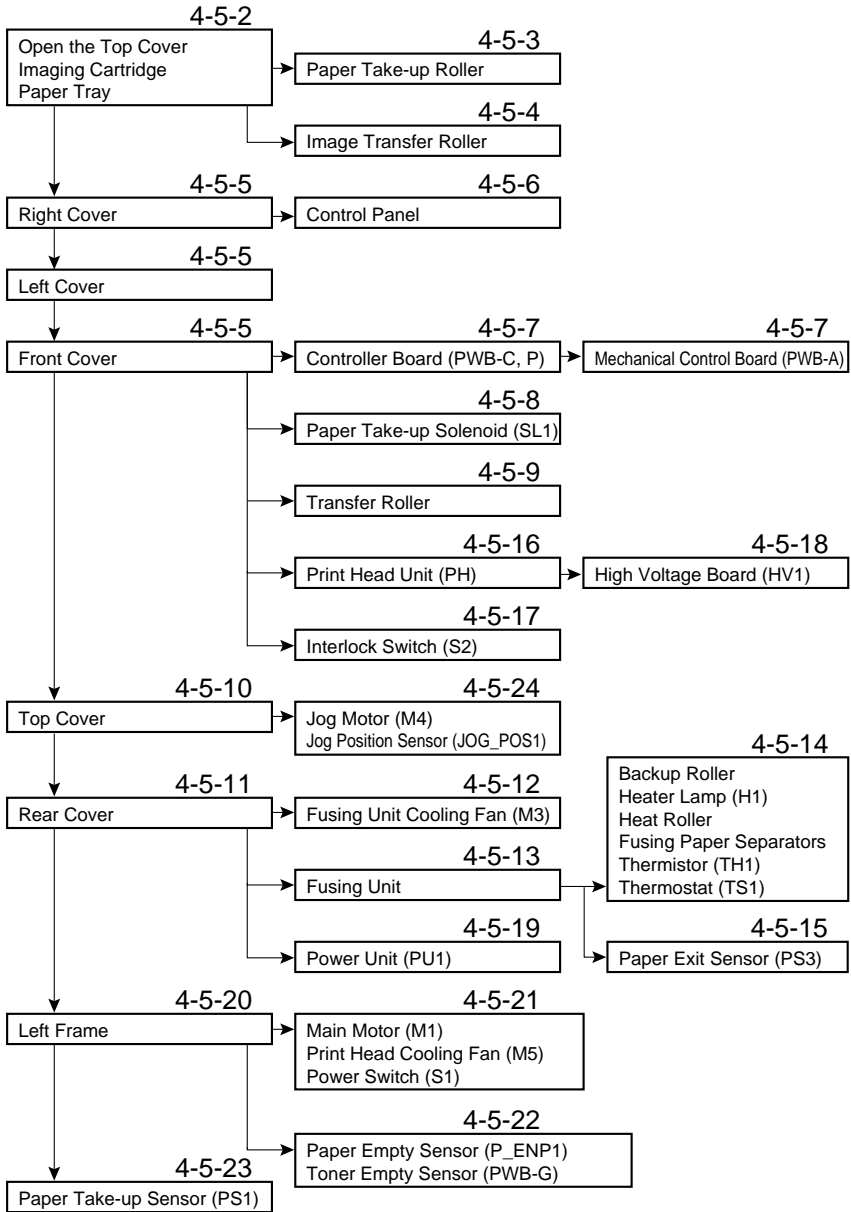 4-5-2
Open the Top Cover
Imaging Cartridge
Paper Tray
4-5-3
Paper Take-up Roller
4-5-4
Image Transfer Roller
4-5-5
Right Cover
4-5-6
Control Panel
4-5-5
Left Cover
4-5-5
Front Cover
4-5-7
Controller Board (PWB-C, P)
4-5-7
Mechanical Control Board (PWB-A)
4-5-8
Paper Take-up Solenoid (SL1)
4-5-9
Transfer Roller
4-5-16
Print Head Unit (PH)
4-5-18
High Voltage Board (HV1)
4-5-17
Interlock Switch (S2)
4-5-10
Top Cover
4-5-24
Jog Motor (M4)
Jog Position Sensor (JOG_POS1)
4-5-11
Rear Cover
4-5-12
Fusing Unit Cooling Fan (M3)
4-5-13
Fusing Unit
4-5-14
Backup Roller
Heater Lamp (H1)
Heat Roller
Fusing Paper Separators
Thermistor (TH1)
Thermostat (TS1)
4-5-15
Paper Exit Sensor (PS3)
4-5-19
Power Unit (PU1)
4-5-20
Left Frame
4-5-21
Main Motor (M1)
Print Head Cooling Fan (M5)
Power Switch (S1)
4-5-22
Paper Empty Sensor (P_ENP1)
Toner Empty Sensor (PWB-G)
4-5-23
Paper Take-up Sensor (PS1)